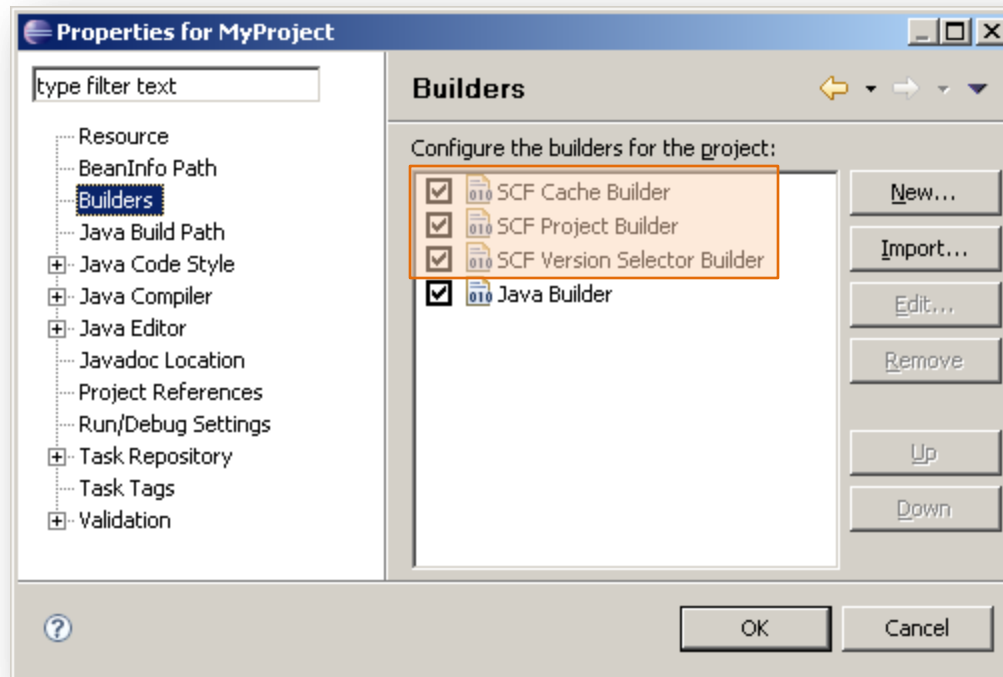 Properties for MyProject
type filter text
Resource
BeanInfo Path
Builders
Java Build Path
Java Code Style
Java Compiler
Java Editor
Javadoc Location
Project References
Run/Debug Settings
Task Repository
Task Tags
Validation
Builders
Configure the builders for the project:
SCF Cache Builder
SCF Project Builder
SCF Version Selector Builder
Java Builder
New...
Import...
Edit...
Remove
Up
Down
OK
Cancel